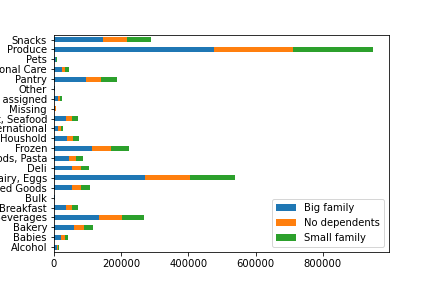 Snacks
Produce
Pets
onal Care
Pantry
Other
assigned
Missing
, Seafood
ernational
Houshold
Frozen
ods, Pasta
Deli
airy, Eggs
ed Goods
Bulk
Breakfast
everages
Bakery
Babies
Alcohol
Big family
No dependents
Small family
0 200000 400000 600000 800000